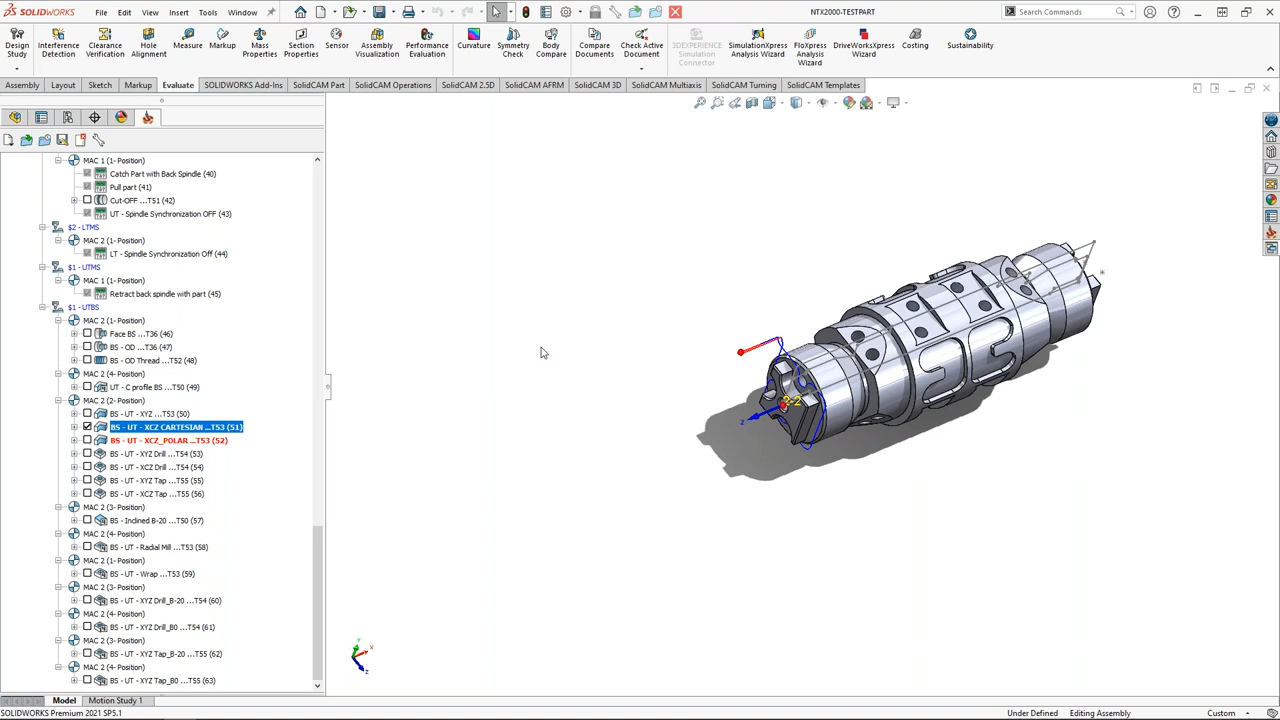 SOLIDWORKS File Edit View Insert Tools Window NTX2000-TESTPART Search Commands
Design Study
Interference Detection
Clearance Verification
Hole Alignment
Measure
Markup
Mass Properties
Section Properties
Sensor
Assembly Visualization
Performance Evaluation
Curvature
Symmetry Check
Body Compare
Compare Documents
Check Active Document
3DEXPERIENCE Simulation Connector
SimulationXpress Analysis Wizard
FloXpress Analysis Wizard
DriveWorksXpress Wizard
Costing
Sustainability
Assembly Layout Sketch Markup Evaluate SOLIDWORKS Add-Ins SolidCAM Part SolidCAM Operations SolidCAM 2.5D SolidCAM AFRM SolidCAM 3D SolidCAM Multiaxis SolidCAM Turning SolidCAM Templates
MAC 1 (1- Position)
Catch Part with Back Spindle (40)
Pull part (41)
Cut-OFF ...T51 (42)
UT - Spindle Synchronization OFF (43)
$2 - LTMS
MAC 2 (1- Position)
LT - Spindle Synchronization Off (44)
$1 - UTMS
MAC 1 (1- Position)
Retract back spindle with part (45)
$1 - UTBS
MAC 2 (1- Position)
Face BS ...T36 (46)
BS - OD ...T36 (47)
BS - OD Thread ...T52 (48)
MAC 2 (4- Position)
UT - C profile BS ...T50 (49)
MAC 2 (2- Position)
BS - UT - XYZ ...T53 (50)
BS - UT - XCZ CARTESIAN ...T53 (51)
BS - UT - XCZ_POLAR ...T53 (52)
BS - UT - XYZ Drill ...T54 (53)
BS - UT - XCZ Drill ...T54 (54)
BS - UT - XYZ Tap ...T55 (55)
BS - UT - XCZ Tap ...T55 (56)
MAC 2 (3- Position)
BS - Inclined B-20 ...T50 (57)
MAC 2 (4- Position)
BS - UT - Radial Mill ...T53 (58)
MAC 2 (1- Position)
BS - UT - Wrap ...T53 (59)
MAC 2 (3- Position)
BS - UT - XYZ Drill_B-20 ...T54 (60)
MAC 2 (4- Position)
BS - UT - XYZ Drill_B0 ...T54 (61)
MAC 2 (3- Position)
BS - UT - XYZ Tap_B-20 ...T55 (62)
MAC 2 (4- Position)
BS - UT - XYZ Tap_B0 ...T55 (63)
2-2
Z
Y
X
Z
Model Motion Study 1
SOLIDWORKS Premium 2021 SP5.1 Under Defined Editing Assembly Custom